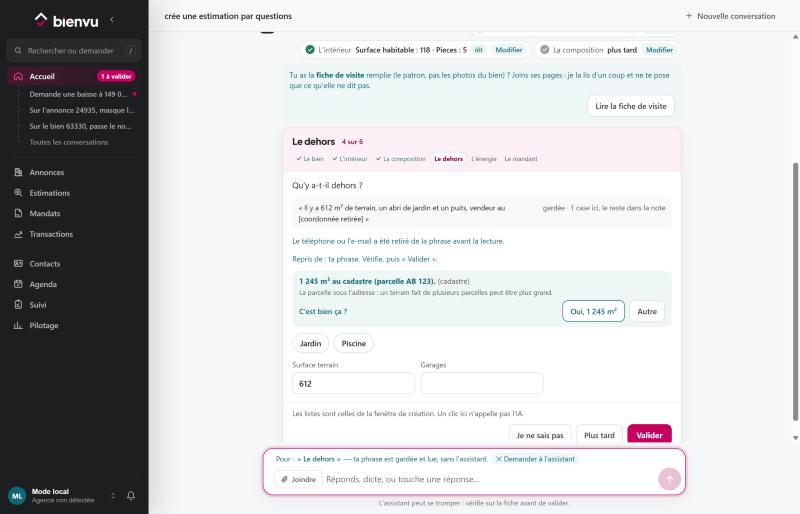 bienvu
Rechercher ou demander /
Accueil 1 à valider
Demande une baisse à 149 0...
Sur l'annonce 24935, masque l...
Sur le bien 63330, passe le no...
Toutes les conversations
Annonces
Estimations
Mandats
Transactions
Contacts
Agenda
Suivi
Pilotage
ML
Mode local
Agence non détectée
crée une estimation par questions
+ Nouvelle conversation
L'intérieur Surface habitable : 118 · Pièces : 5 dit Modifier
La composition plus tard Modifier
Tu as la fiche de visite remplie (le patron, pas les photos du bien) ? Joins ses pages : je la lis d'un coup et ne te pose
que ce qu'elle ne dit pas.
Lire la fiche de visite
Le dehors 4 sur 6
✓ Le bien ✓ L'intérieur ✓ La composition Le dehors L'énergie Le mandant
Qu'y a-t-il dehors ?
« Il y a 612 m² de terrain, un abri de jardin et un puits, vendeur au
[coordonnée retirée] »
gardée · 1 case ici, le reste dans la note
Le téléphone ou l'e-mail a été retiré de la phrase avant la lecture.
Repris de : ta phrase. Vérifie, puis « Valider ».
1 245 m² au cadastre (parcelle AB 123). (cadastre)
La parcelle sous l'adresse : un terrain fait de plusieurs parcelles peut être plus grand.
C'est bien ça ? Oui, 1 245 m² Autre
Jardin Piscine
Surface terrain Garages
612
Les listes sont celles de la fenêtre de création. Un clic ici n'appelle pas l'IA.
Je ne sais pas Plus tard Valider
Pour : « Le dehors » — ta phrase est gardée et lue, sans l'assistant. × Demander à l'assistant
Joindre Réponds, dicte, ou touche une réponse...
L'assistant peut se tromper : vérifie sur la fiche avant de valider.